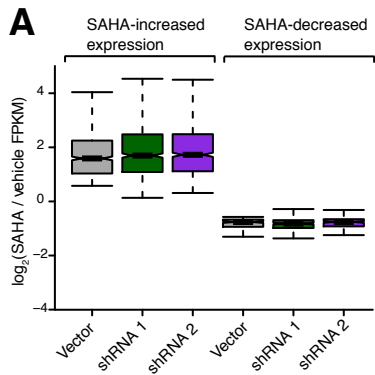 A
SAHA-increased
expression
SAHA-decreased
expression
log2(SAHA / vehicle FPKM)
4
2
0
−2
−4
Vector
shRNA 1
shRNA 2
Vector
shRNA 1
shRNA 2